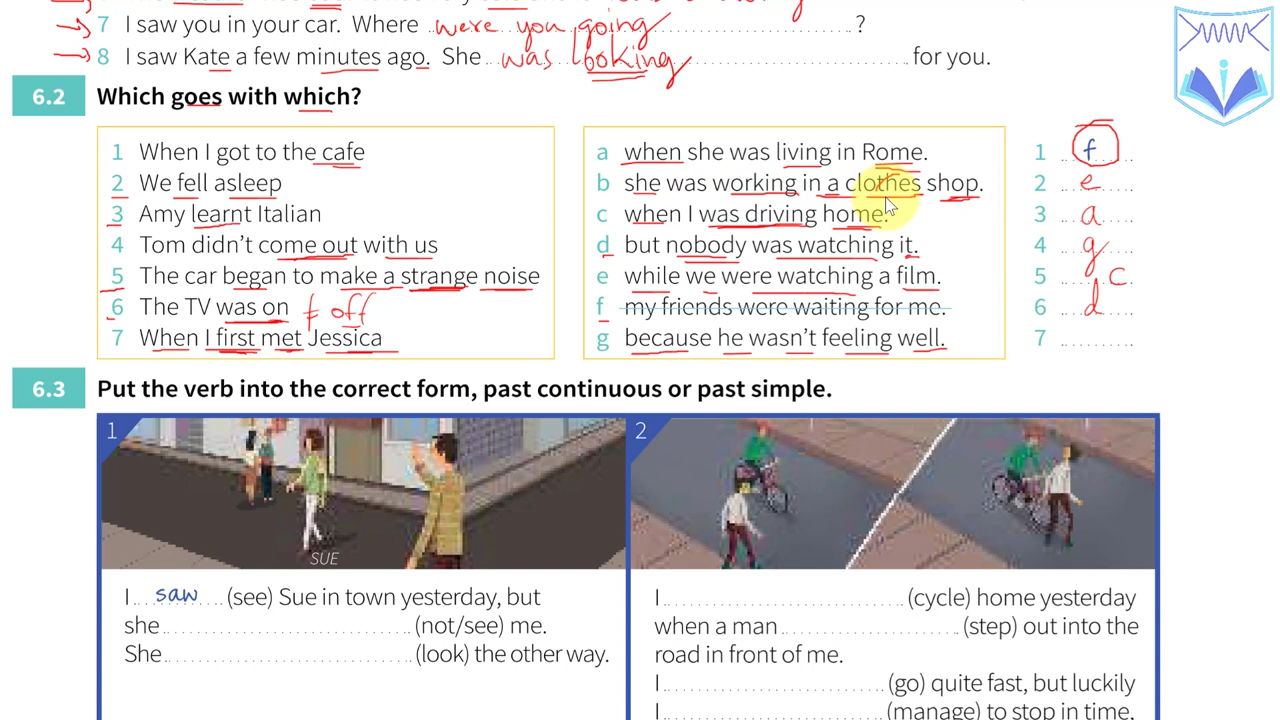 7 I saw you in your car. Where were you going ?
8 I saw Kate a few minutes ago. She was looking for you.
6.2 Which goes with which?
1 When I got to the cafe
2 We fell asleep
3 Amy learnt Italian
4 Tom didn't come out with us
5 The car began to make a strange noise
6 The TV was on ≠ off
7 When I first met Jessica
a when she was living in Rome.
b she was working in a clothes shop.
c when I was driving home.
d but nobody was watching it.
e while we were watching a film.
f my friends were waiting for me.
g because he wasn't feeling well.
1 f
2 e
3 a
4 g
5 c
6 d
7
6.3 Put the verb into the correct form, past continuous or past simple.
1
SUE
I saw (see) Sue in town yesterday, but
she (not/see) me.
She (look) the other way.
2
I (cycle) home yesterday
when a man (step) out into the
road in front of me.
I (go) quite fast, but luckily
I (manage) to stop in time.